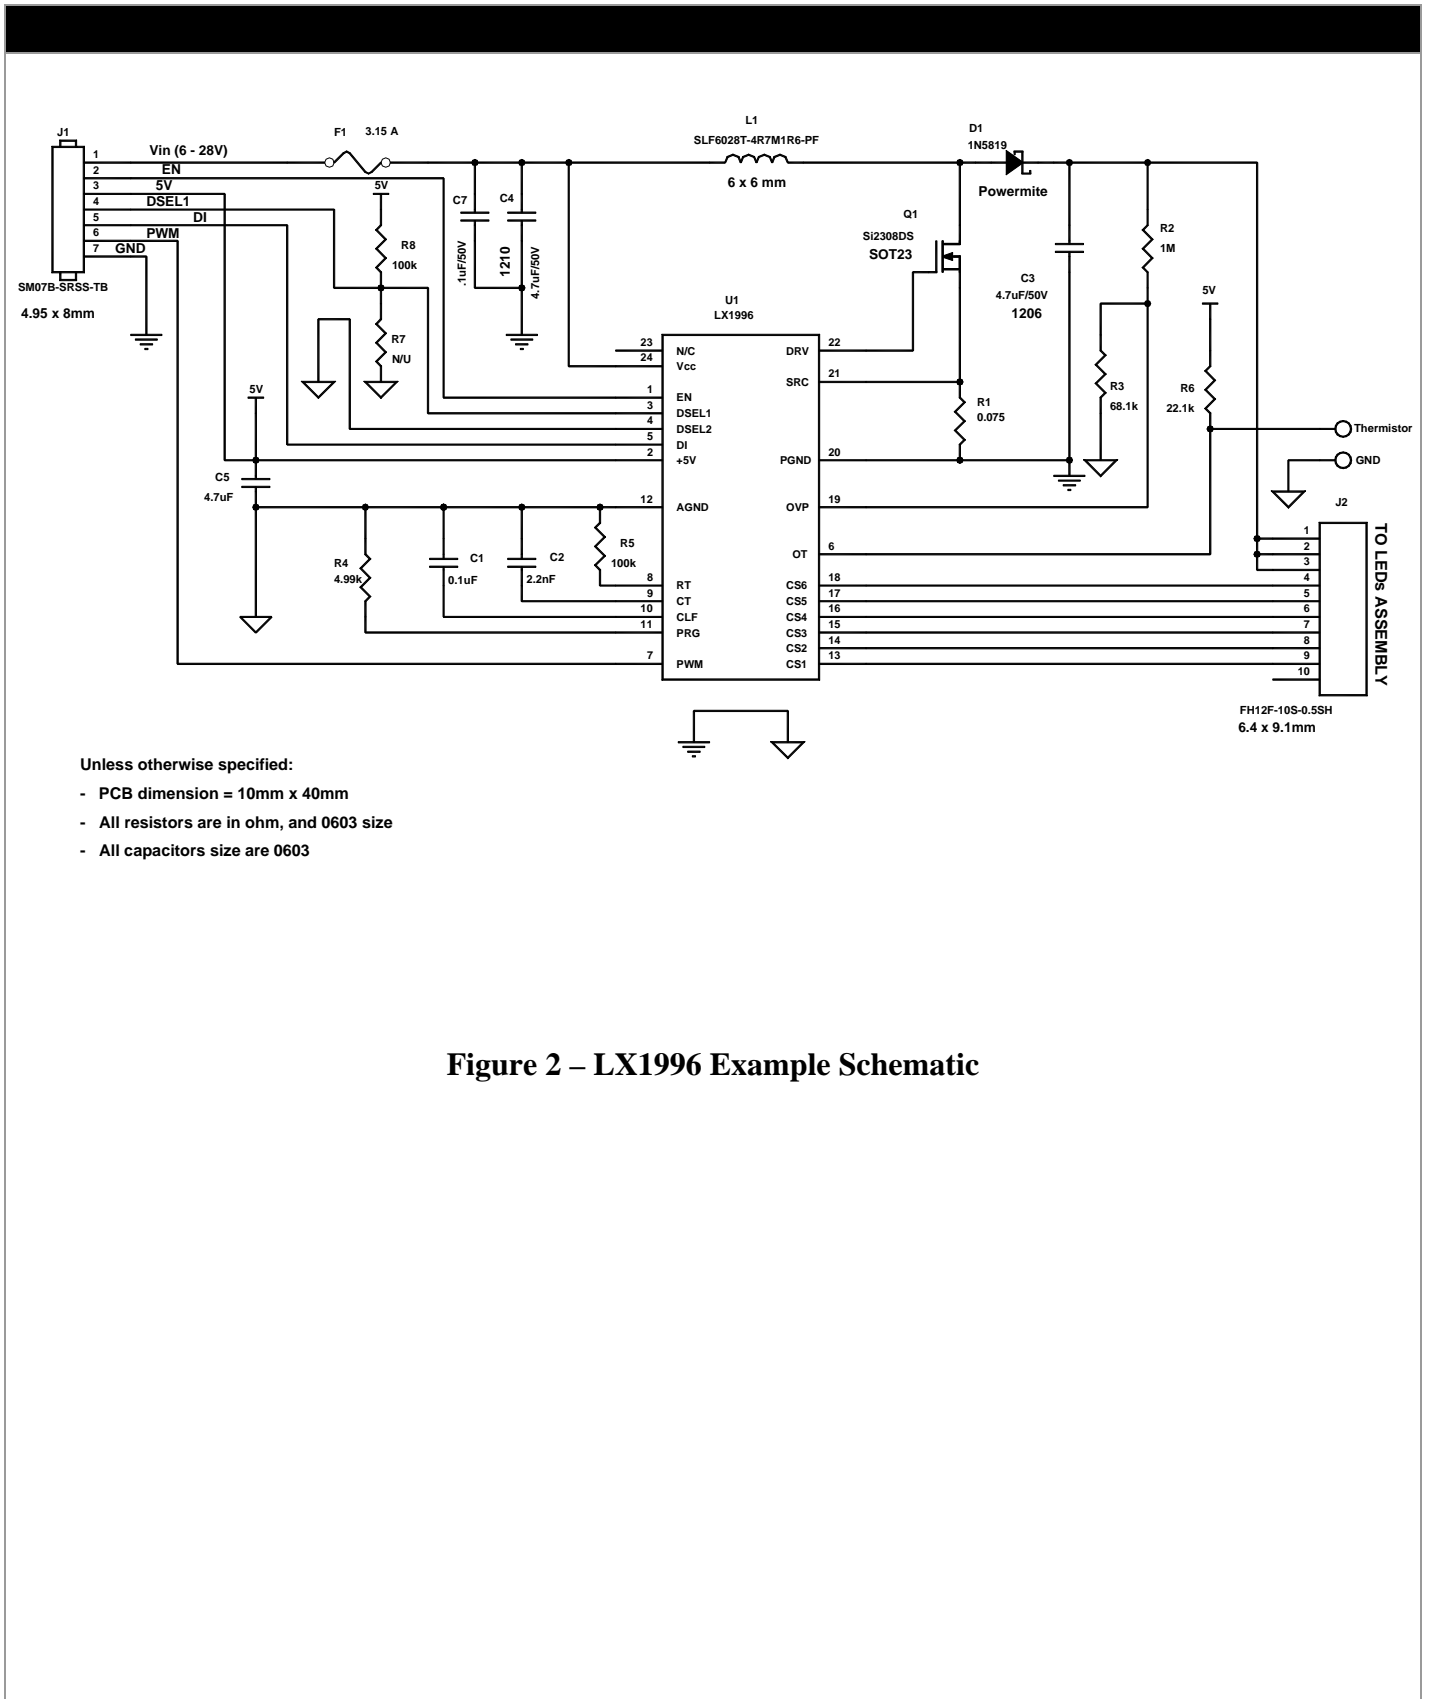 J1
1
2
3
4
5
6
7
Vin (6 - 28V)
EN
5V
DSEL1
DI
PWM
GND
SM07B-SRSS-TB
4.95 x 8mm
F1 3.15 A
5V
R8
100k
R7
N/U
C7
.1uF/50V
C4
1210
4.7uF/50V
L1
SLF6028T-4R7M1R6-PF
6 x 6 mm
D1
1N5819
Powermite
Q1
Si2308DS
SOT23
C3
4.7uF/50V
1206
R2
1M
R3
68.1k
5V
R6
22.1k
Thermistor
GND
R1
0.075
5V
C5
4.7uF
R4
4.99k
C1
0.1uF
C2
2.2nF
R5
100k
U1
LX1996
23 N/C
24 Vcc
1 EN
3 DSEL1
4 DSEL2
5 DI
2 +5V
12 AGND
8 RT
9 CT
10 CLF
11 PRG
7 PWM
DRV 22
SRC 21
PGND 20
OVP 19
OT 6
CS6 18
CS5 17
CS4 16
CS3 15
CS2 14
CS1 13
J2
1
2
3
4
5
6
7
8
9
10
TO LEDs ASSEMBLY
FH12F-10S-0.5SH
6.4 x 9.1mm
Unless otherwise specified:
- PCB dimension = 10mm x 40mm
- All resistors are in ohm, and 0603 size
- All capacitors size are 0603
Figure 2 – LX1996 Example Schematic